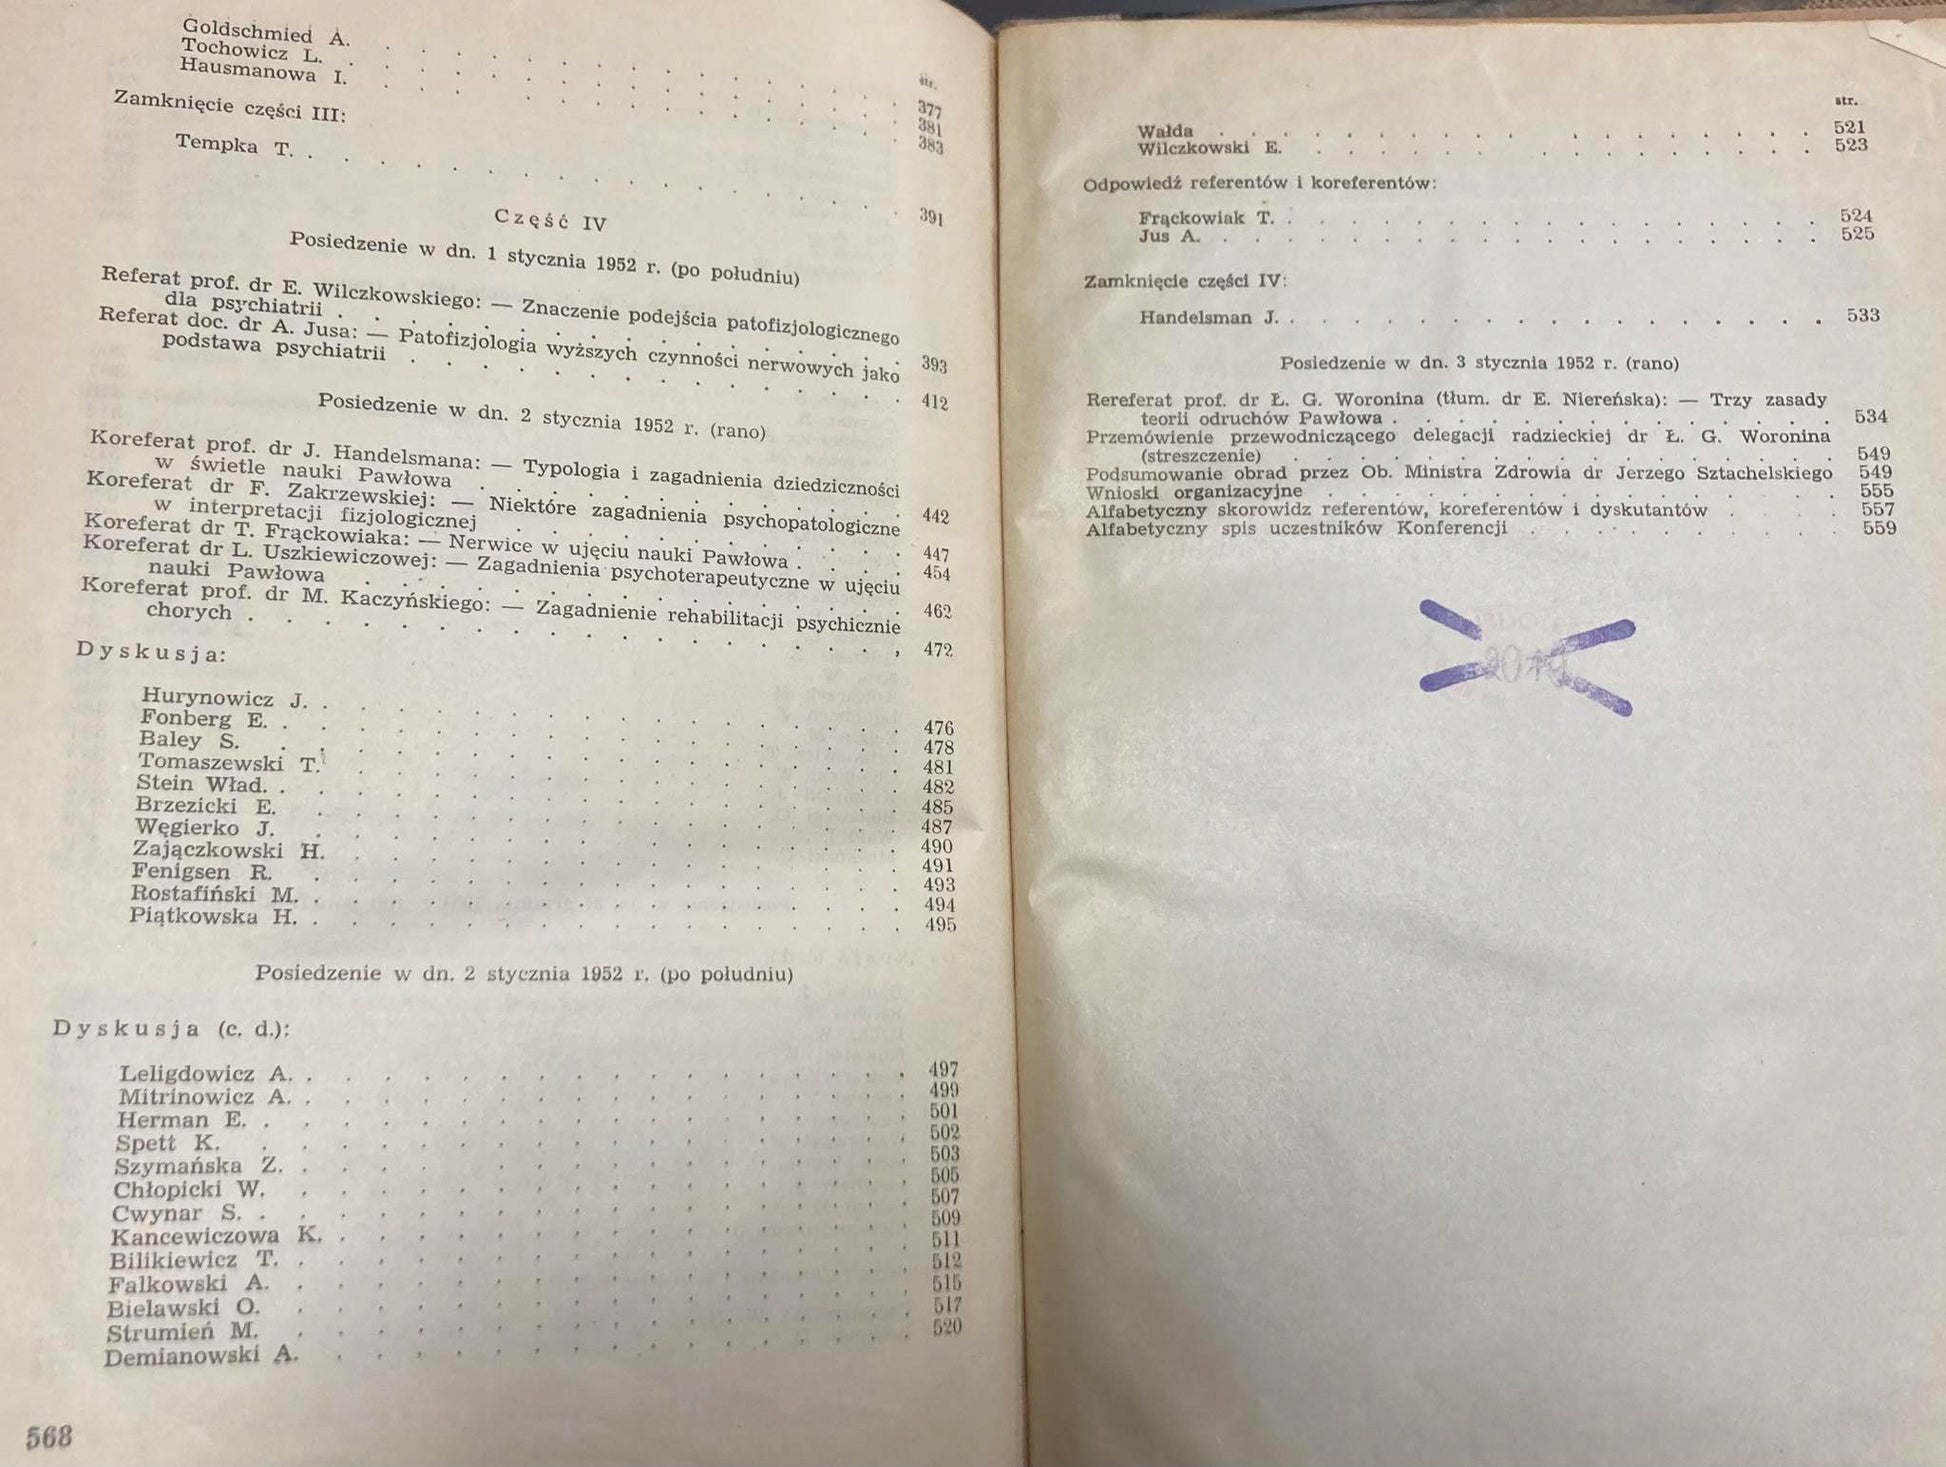 Goldschmied A.
Tochowicz L.
Hausmanowa I.
str.
377
381
383
Zamknięcie części III:
Tempka T. . . . . . . . . . . . . . . . . 391
Część IV
Posiedzenie w dn. 1 stycznia 1952 r. (po południu)
Referat prof. dr E. Wilczkowskiego: — Znaczenie podejścia patofizjologicznego
dla psychiatrii . . . . . . . . . . . . . . . 393
Referat doc. dr A. Jusa: — Patofizjologia wyższych czynności nerwowych jako
podstawa psychiatrii . . . . . . . . . . . . . 412
Posiedzenie w dn. 2 stycznia 1952 r. (rano)
Koreferat prof. dr J. Handelsmana: — Typologia i zagadnienia dziedziczności
w świetle nauki Pawłowa . . . . . . . . . . . . 442
Koreferat dr F. Zakrzewskiej: — Niektóre zagadnienia psychopatologiczne
w interpretacji fizjologicznej . . . . . . . . . . . 447
Koreferat dr T. Frąckowiaka: — Nerwice w ujęciu nauki Pawłowa . . . . 454
Koreferat dr L. Uszkiewiczowej: — Zagadnienia psychoterapeutyczne w ujęciu
nauki Pawłowa . . . . . . . . . . . . . . . 462
Koreferat prof. dr M. Kaczyńskiego: — Zagadnienie rehabilitacji psychicznie
chorych . . . . . . . . . . . . . . . . . 472
Dyskusja:
Hurynowicz J. . . . . . . . . . . . . . . . . 476
Fonberg E. . . . . . . . . . . . . . . . . . 478
Baley S. . . . . . . . . . . . . . . . . . 481
Tomaszewski T. . . . . . . . . . . . . . . . 482
Stein Wład. . . . . . . . . . . . . . . . . . 485
Brzezicki E. . . . . . . . . . . . . . . . . 487
Węgierko J. . . . . . . . . . . . . . . . . 490
Zajączkowski H. . . . . . . . . . . . . . . . 491
Fenigsen R. . . . . . . . . . . . . . . . . 493
Rostafiński M. . . . . . . . . . . . . . . . . 494
Piątkowska H. . . . . . . . . . . . . . . . . 495
Posiedzenie w dn. 2 stycznia 1952 r. (po południu)
Dyskusja (c. d.):
Leligdowicz A. . . . . . . . . . . . . . . . . 497
Mitrinowicz A. . . . . . . . . . . . . . . . . 499
Herman E. . . . . . . . . . . . . . . . . . 501
Spett K. . . . . . . . . . . . . . . . . . 502
Szymańska Z. . . . . . . . . . . . . . . . . 503
Chłopicki W. . . . . . . . . . . . . . . . . 505
Cwynar S. . . . . . . . . . . . . . . . . . 507
Kancewiczowa K. . . . . . . . . . . . . . . . 509
Bilikiewicz T. . . . . . . . . . . . . . . . . 511
Falkowski A. . . . . . . . . . . . . . . . . 512
Bielawski O. . . . . . . . . . . . . . . . . 515
Strumień M. . . . . . . . . . . . . . . . . 517
Demianowski A. . . . . . . . . . . . . . . . 520
568
str.
Wałda . . . . . . . . . . . . . . . . . 521
Wilczkowski E. . . . . . . . . . . . . . . . 523
Odpowiedź referentów i koreferentów:
Frąckowiak T. . . . . . . . . . . . . . . . . 524
Jus A. . . . . . . . . . . . . . . . . . . 525
Zamknięcie części IV:
Handelsman J. . . . . . . . . . . . . . . . . 533
Posiedzenie w dn. 3 stycznia 1952 r. (rano)
Rereferat prof. dr Ł. G. Woronina (tłum. dr E. Niereńska): — Trzy zasady
teorii odruchów Pawłowa . . . . . . . . . . . . 534
Przemówienie przewodniczącego delegacji radzieckiej dr Ł. G. Woronina
(streszczenie) . . . . . . . . . . . . . . . 549
Podsumowanie obrad przez Ob. Ministra Zdrowia dr Jerzego Sztachelskiego 549
Wnioski organizacyjne . . . . . . . . . . . . . . 555
Alfabetyczny skorowidz referentów, koreferentów i dyskutantów . . . . 557
Alfabetyczny spis uczestników Konferencji . . . . . . . . . 559